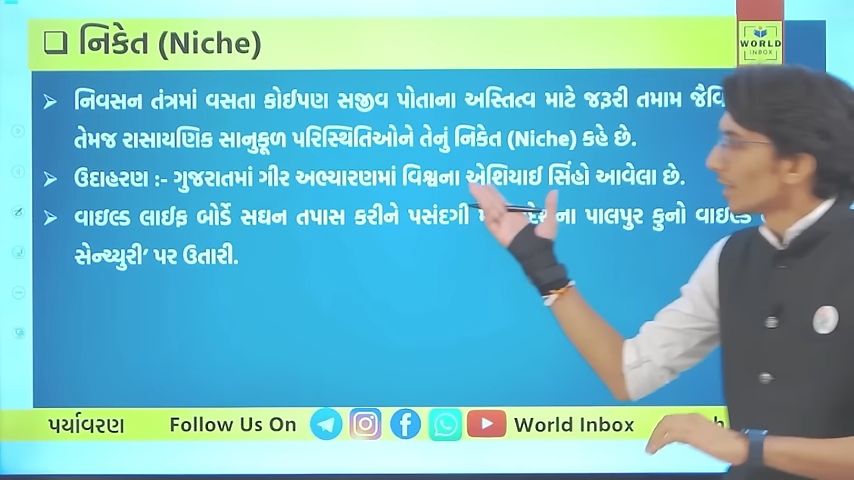 ❑ નિકેત (Niche)
WORLD
INBOX
➢ નિવસન તંત્રમાં વસતા કોઈપણ સજીવ પોતાના અસ્તિત્વ માટે જરૂરી તમામ
તેમજ રાસાયણિક સાનુકૂળ પરિસ્થિતિઓને તેનું નિકેત (Niche) કહે છે.
➢ ઉદાહરણ :- ગુજરાતમાં ગીર અભ્યારણમાં વિશ્વના એશિયાઇ સિંહો આવેલા છે.
➢ વાઇલ્ડ લાઈફ બોર્ડે સઘન તપાસ કરીને પસંદગી ના પાલપુર કુનો વાઇલ્ડ
સેન્ચ્યુરી’ પર ઉતારી.
પર્યાવરણ Follow Us On World Inbox